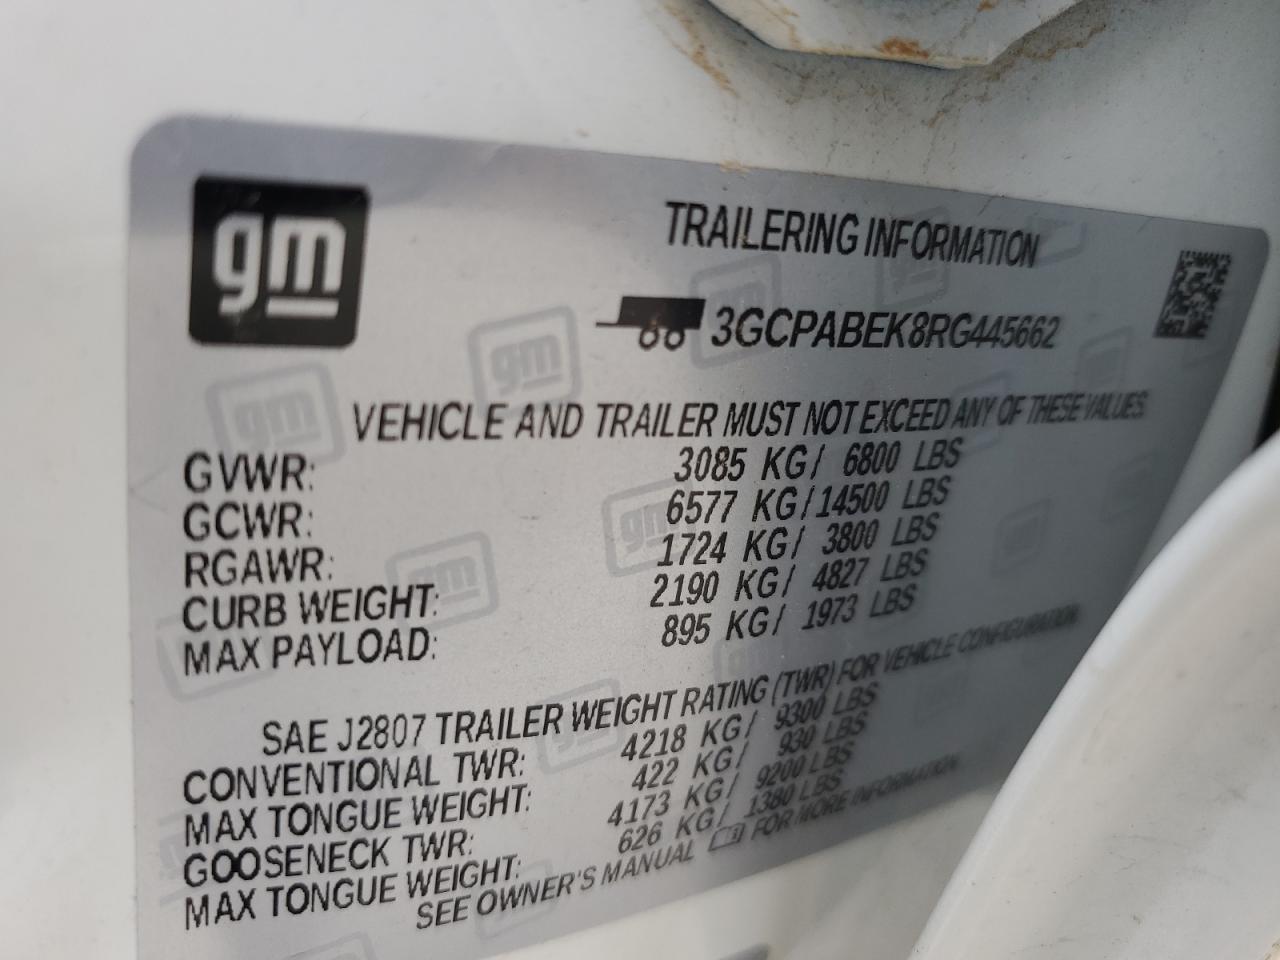 gm
TRAILERING INFORMATION
3GCPABEK8RG445662
VEHICLE AND TRAILER MUST NOT EXCEED ANY OF THESE VALUES.
GVWR: 3085 KG/ 6800 LBS
GCWR: 6577 KG/14500 LBS
RGAWR: 1724 KG/ 3800 LBS
CURB WEIGHT: 2190 KG/ 4827 LBS
MAX PAYLOAD: 895 KG/ 1973 LBS
SAE J2807 TRAILER WEIGHT RATING (TWR) FOR VEHICLE CONFIGURATION
CONVENTIONAL TWR: 4218 KG/ 9300 LBS
MAX TONGUE WEIGHT: 422 KG/ 930 LBS
GOOSENECK TWR: 4173 KG/ 9200 LBS
MAX TONGUE WEIGHT: 626 KG/ 1380 LBS
SEE OWNER'S MANUAL FOR MORE INFORMATION.